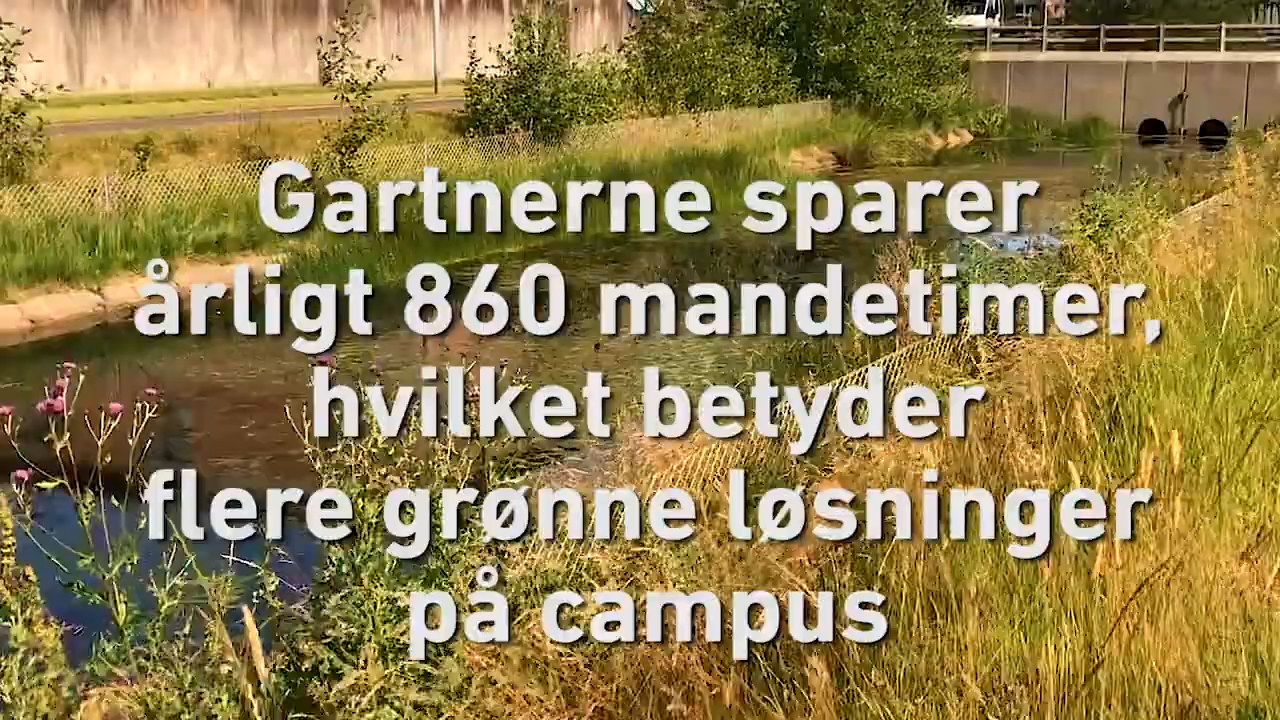 Gartnerne sparer
årligt 860 mandetimer,
hvilket betyder
flere grønne løsninger
på campus